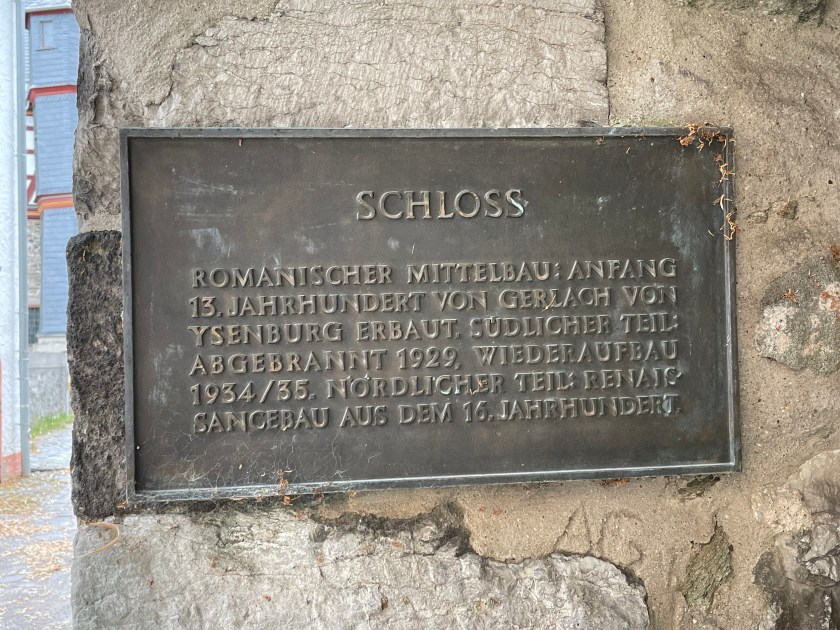 SCHLOSS
ROMANISCHER MITTELBAU: ANFANG
13. JAHRHUNDERT VON GERLACH VON
YSENBURG ERBAUT. SÜDLICHER TEIL:
ABGEBRANNT 1929. WIEDERAUFBAU
1934/35. NÖRDLICHER TEIL: RENAIS-
SANCEBAU AUS DEM 16. JAHRHUNDERT.